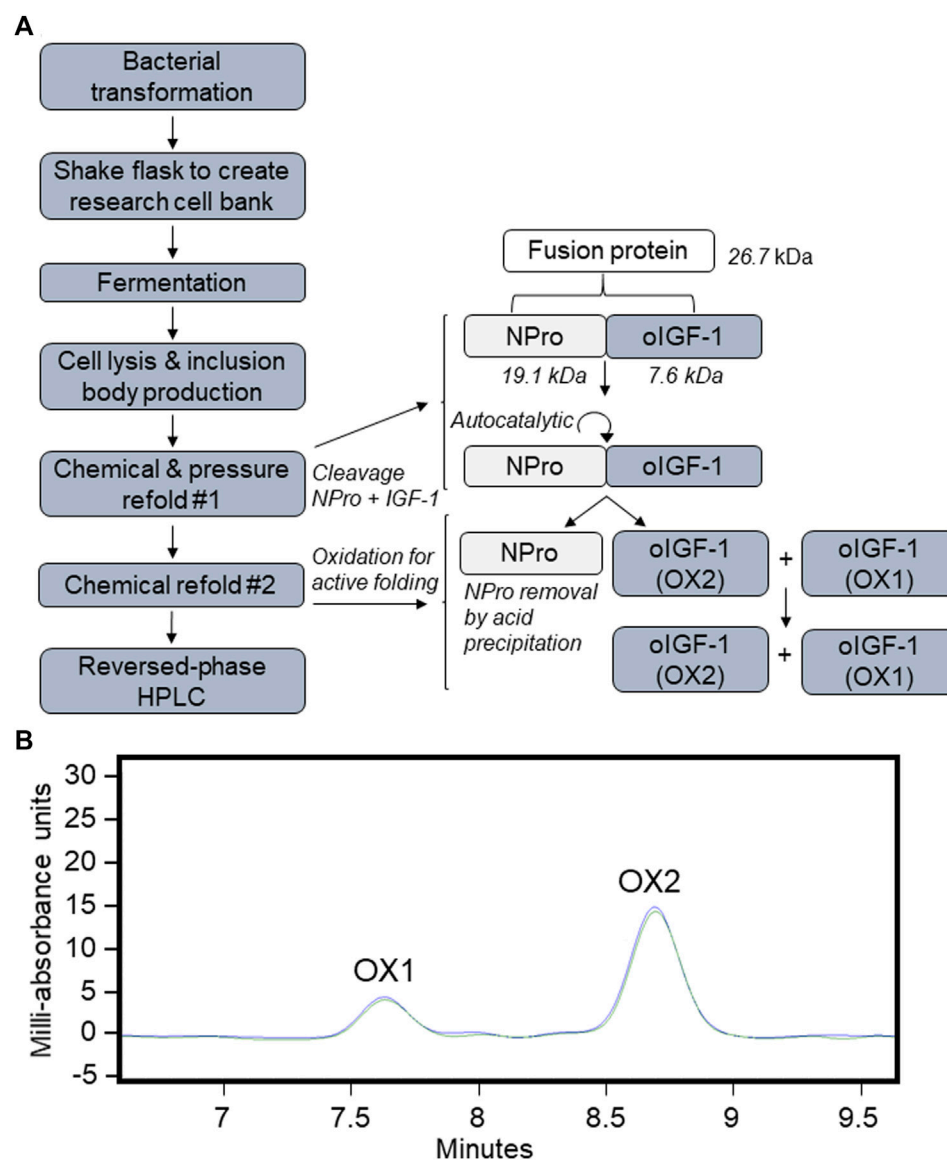 A
Bacterial
transformation
Shake flask to create
research cell bank
Fermentation
Cell lysis & inclusion
body production
Chemical & pressure
refold #1
Chemical refold #2
Reversed-phase
HPLC
Cleavage
NPro + IGF-1
Oxidation for
active folding
Fusion protein
26.7 kDa
NPro
oIGF-1
19.1 kDa
7.6 kDa
Autocatalytic
NPro
oIGF-1
NPro
oIGF-1
(OX2)
+
oIGF-1
(OX1)
NPro removal
by acid
precipitation
oIGF-1
(OX2)
+
oIGF-1
(OX1)
B
Milli-absorbance units
30
25
20
15
10
5
0
-5
OX1
OX2
7
7.5
8
8.5
9
9.5
Minutes